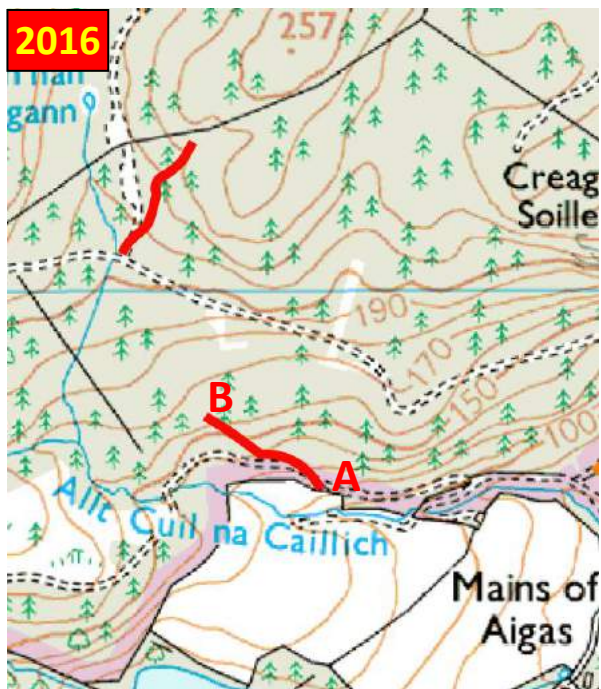 2016
257
gann
Creag
Soille
190
170
150
100
B
A
Allt Cuil na Caillich
Mains of
Aigas